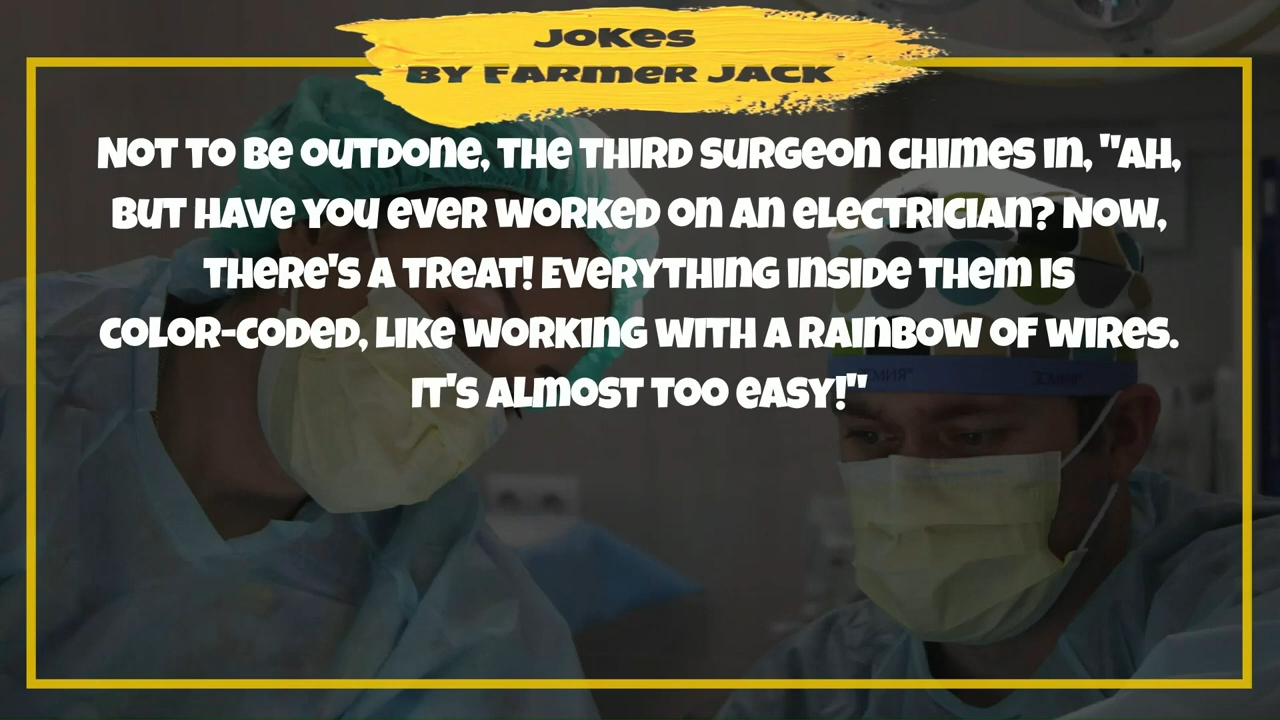 Jokes
By Farmer Jack
Not to be outdone, the third surgeon chimes in, "Ah,
but have you ever worked on an electrician? Now,
there's a treat! Everything inside them is
color-coded, like working with a rainbow of wires.
It's almost too easy!"